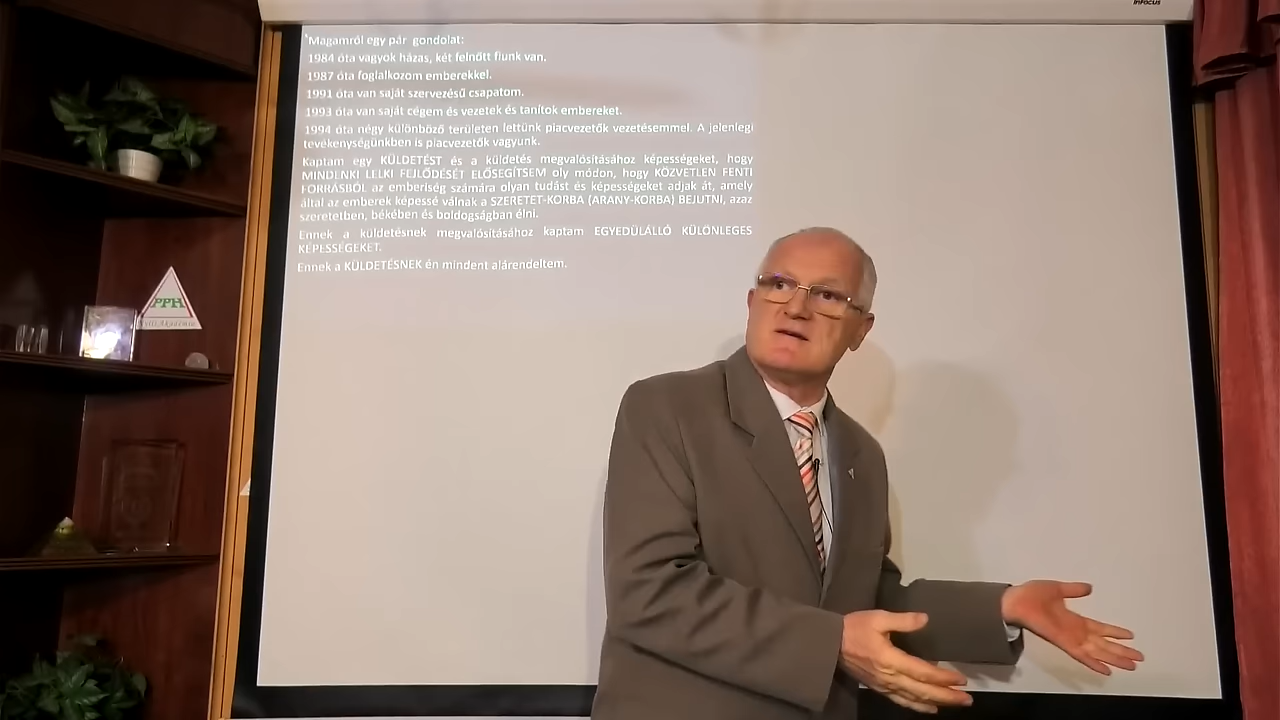 InFocus
*Magamról egy pár gondolat:
1984 óta vagyok házas, két felnőtt fiunk van.
1987 óta foglalkozom emberekkel.
1991 óta van saját szervezésű csapatom.
1993 óta van saját cégem és vezetek és tanítok embereket.
1994 óta négy különböző területen lettünk piacvezetők vezetésemmel. A jelenlegi
tevékenységünkben is piacvezetők vagyunk.
Kaptam egy KÜLDETÉST és a küldetés megvalósításához képességeket, hogy
MINDENKI LELKI FEJLŐDÉSÉT ELŐSEGÍTSEM oly módon, hogy KÖZVETLEN FENTI
FORRÁSBÓL az emberiség számára olyan tudást és képességeket adjak át, amely
által az emberek képessé válnak a SZERETET-KORBA (ARANY-KORBA) BEJUTNI, azaz
szeretetben, békében és boldogságban élni.
Ennek a küldetésnek megvalósításához kaptam EGYEDÜLÁLLÓ KÜLÖNLEGES
KÉPESSÉGEKET.
Ennek a KÜLDETÉSNEK én mindent alárendeltem.
PPH